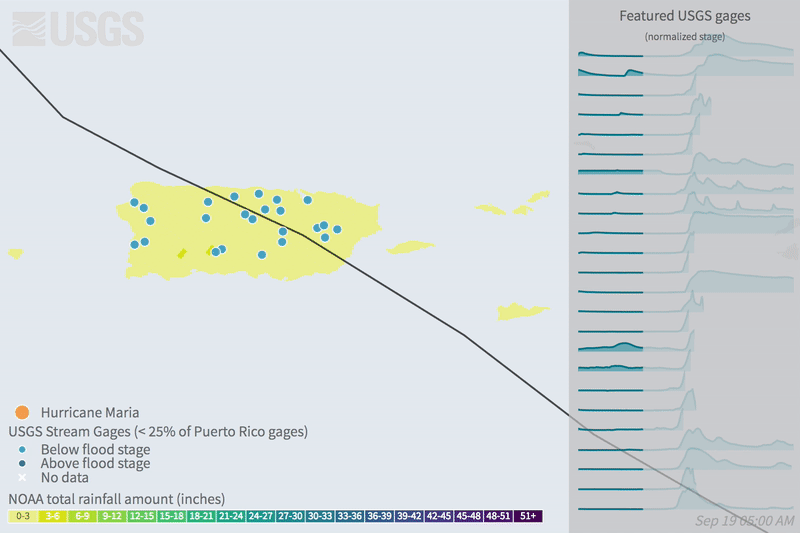 USGS
Featured USGS gages
(normalized stage)
Hurricane Maria
USGS Stream Gages (< 25% of Puerto Rico gages)
Below flood stage
Above flood stage
No data
NOAA total rainfall amount (inches)
0-3 3-6 6-9 9-12 12-15 15-18 18-21 21-24 24-27 27-30 30-33 33-36 36-39 39-42 42-45 45-48 48-51 51+
Sep 19 05:00 AM